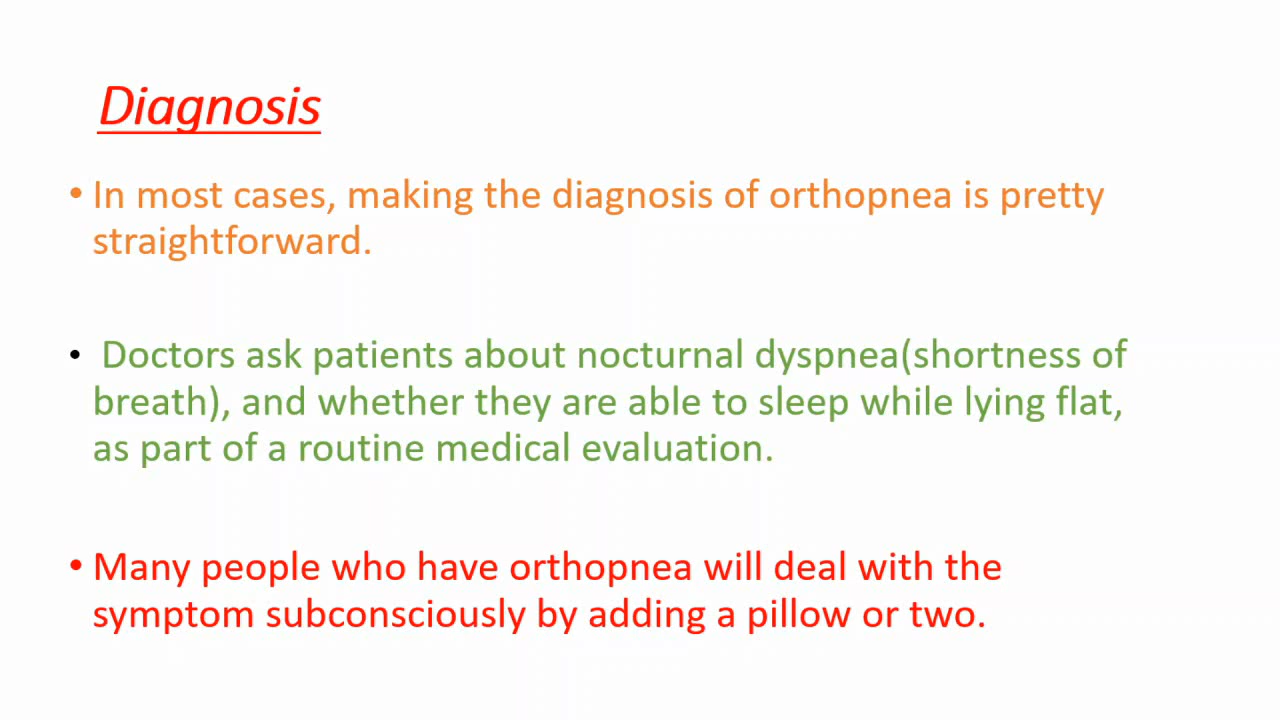 Diagnosis
• In most cases, making the diagnosis of orthopnea is pretty
straightforward.
• Doctors ask patients about nocturnal dyspnea(shortness of
breath), and whether they are able to sleep while lying flat,
as part of a routine medical evaluation.
• Many people who have orthopnea will deal with the
symptom subconsciously by adding a pillow or two.